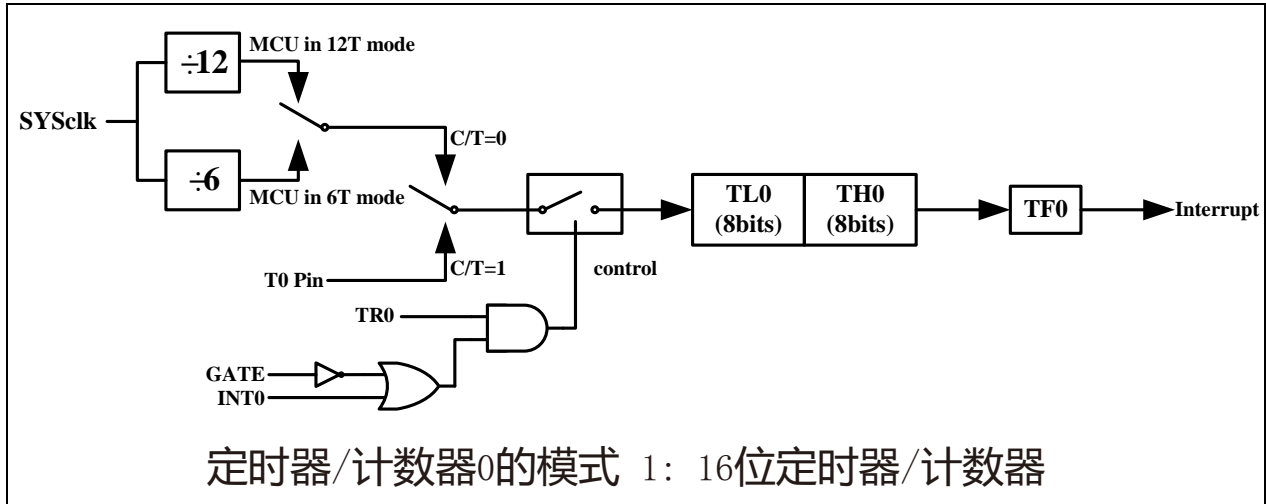 ÷12
MCU in 12T mode
SYSclk
÷6
MCU in 6T mode
C/T=0
C/T=1
T0 Pin
control
TL0
(8bits)
TH0
(8bits)
TF0
Interrupt
TR0
GATE
INT0
定时器/计数器0的模式 1: 16位定时器/计数器